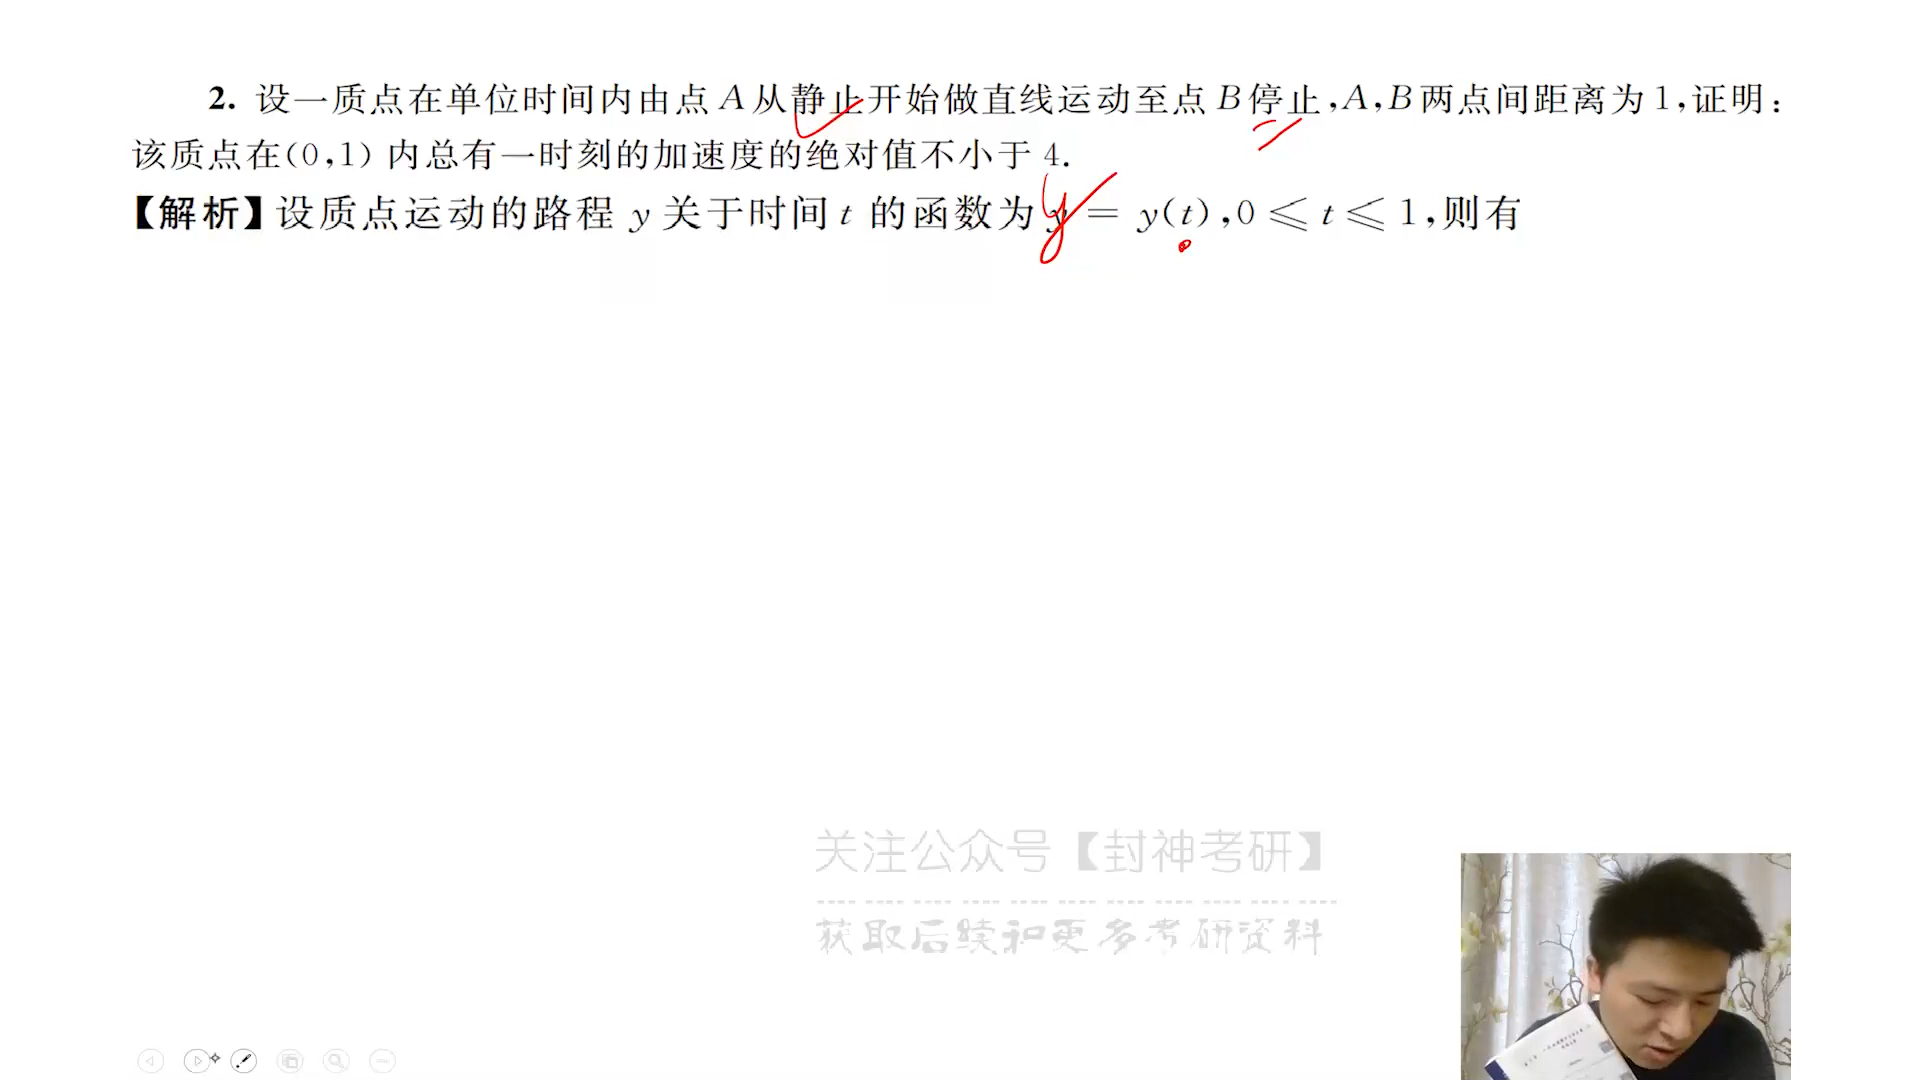 2. 设一质点在单位时间内由点 A 从静止开始做直线运动至点 B 停止,A,B 两点间距离为 1,证明:
该质点在(0,1) 内总有一时刻的加速度的绝对值不小于 4.
【解析】设质点运动的路程 y 关于时间 t 的函数为 y = y(t),0 ⩽ t ⩽ 1,则有
y
关注公众号【封神考研】
获取后续和更多考研资料